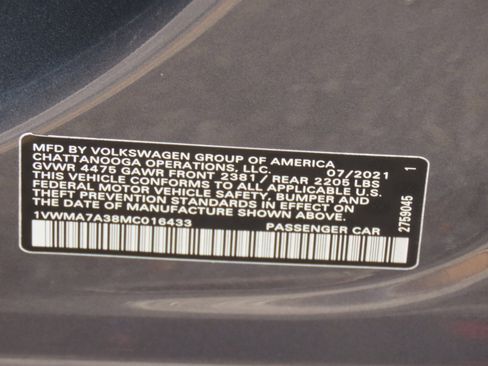 MFD BY VOLKSWAGEN GROUP OF AMERICA
CHATTANOOGA OPERATIONS, LLC. 07/2021
GVWR 4475 GAWR FRONT 2381/ REAR 2205 LBS
THIS VEHICLE CONFORMS TO ALL APPLICABLE U.S.
FEDERAL MOTOR VEHICLE SAFETY, BUMPER AND
THEFT PREVENTION STANDARDS IN EFFECT ON
THE DATE OF MANUFACTURE SHOWN ABOVE.
1VWMA7A38MC016433 PASSENGER CAR
2759045 1